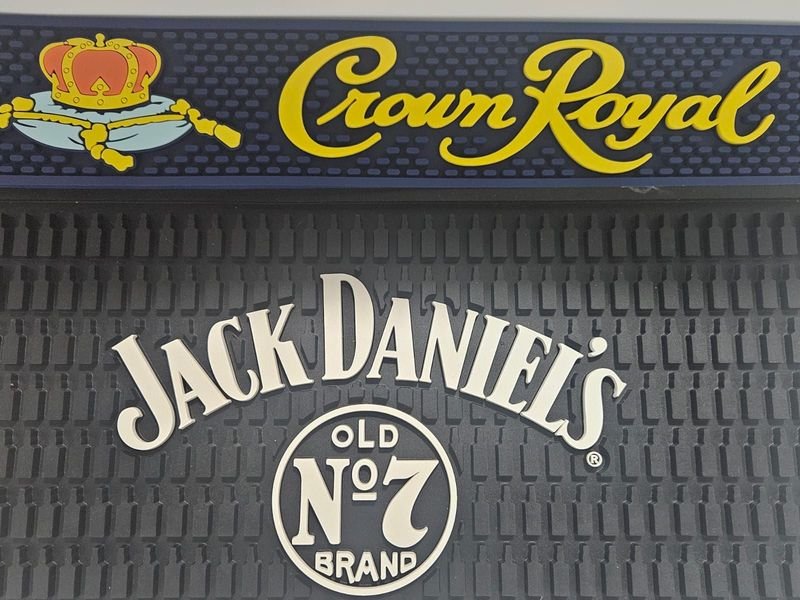 Crown Royal
JACK DANIEL'S®
OLD
No7
BRAND